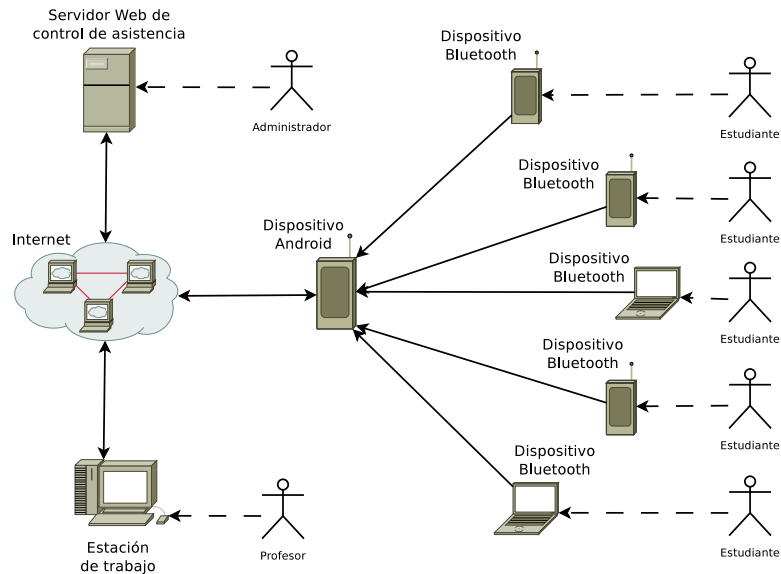 Servidor Web de
control de asistencia
Administrador
Internet
Dispositivo
Android
Estación
de trabajo
Profesor
Dispositivo
Bluetooth
Estudiante
Dispositivo
Bluetooth
Estudiante
Dispositivo
Bluetooth
Estudiante
Dispositivo
Bluetooth
Estudiante
Dispositivo
Bluetooth
Estudiante